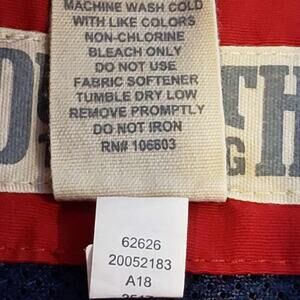 MACHINE WASH COLD
WITH LIKE COLORS
NON-CHLORINE
BLEACH ONLY
DO NOT USE
FABRIC SOFTENER
TUMBLE DRY LOW
REMOVE PROMPTLY
DO NOT IRON
RN# 106803
62626
20052183
A18